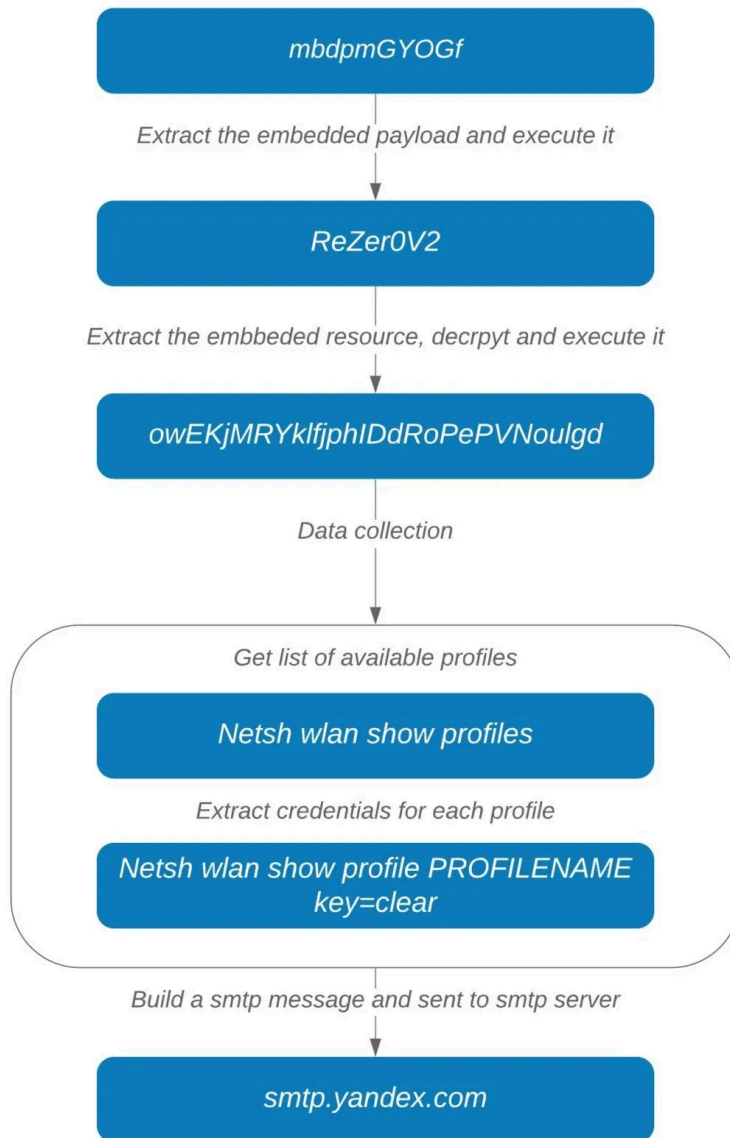 mbdpmGYOGf
Extract the embedded payload and execute it
ReZer0V2
Extract the embbeded resource, decrpyt and execute it
owEKjMRYklfjphIDdRoPePVNoulgd
Data collection
Get list of available profiles
Netsh wlan show profiles
Extract credentials for each profile
Netsh wlan show profile PROFILENAME
key=clear
Build a smtp message and sent to smtp server
smtp.yandex.com